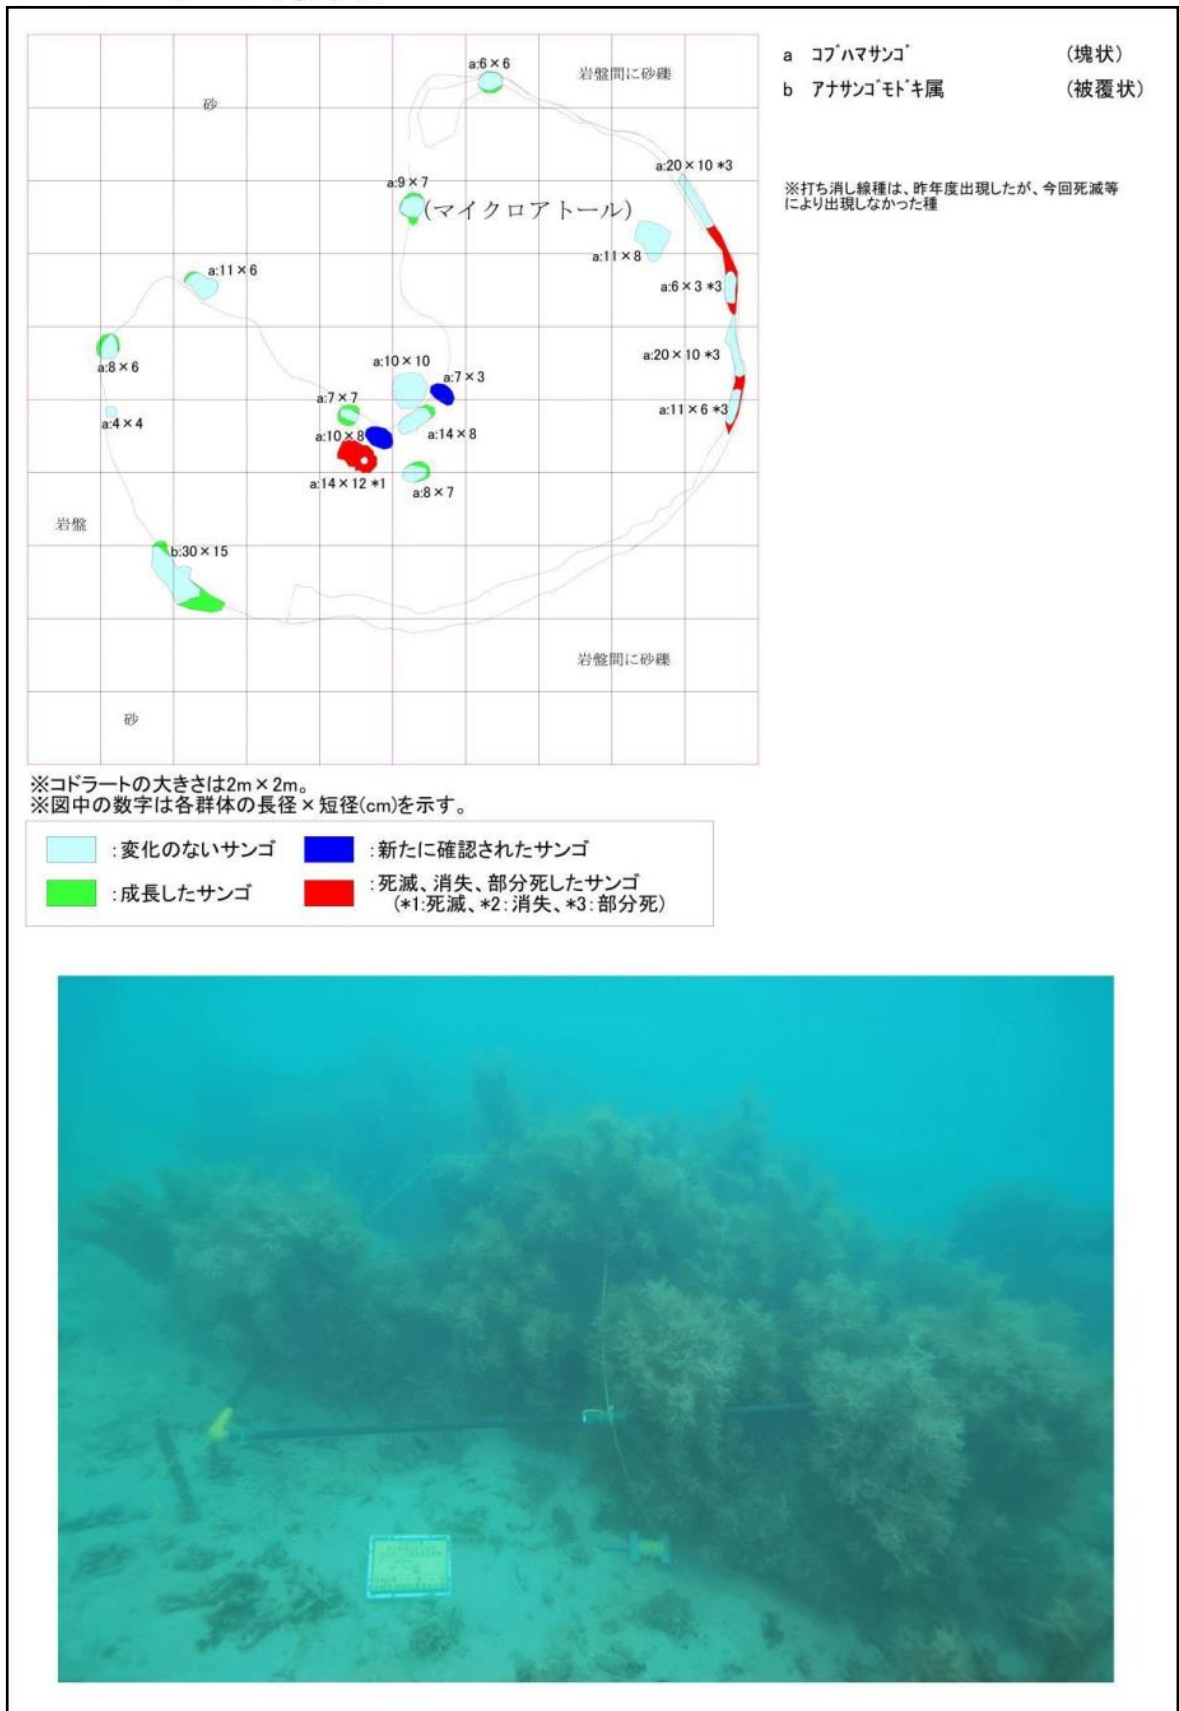 a コブハマサンゴ (塊状)
b アナサンゴモドキ属 (被覆状)
※打ち消し線種は、昨年度出現したが、今回死滅等
により出現しなかった種
a:6×6
岩盤間に砂礫
砂
a:20×10 *3
a:9×7
(マイクロアトール)
a:11×8
a:11×6
a:6×3 *3
a:8×6
a:20×10 *3
a:10×10
a:7×3
a:7×7
a:4×4
a:11×6 *3
a:10×8
a:14×8
a:14×12 *1
a:8×7
岩盤
b:30×15
岩盤間に砂礫
砂
※コドラートの大きさは2m×2m。
※図中の数字は各群体の長径×短径(cm)を示す。
:変化のないサンゴ
:新たに確認されたサンゴ
:成長したサンゴ
:死滅、消失、部分死したサンゴ
(*1:死滅、*2:消失、*3:部分死)